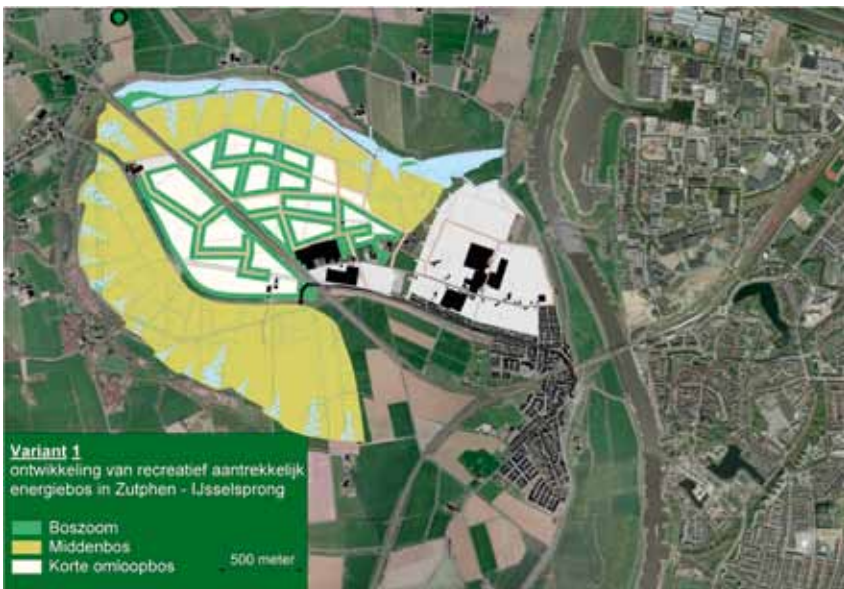 Variant 1
ontwikkeling van recreatief aantrekkelijk
energiebos in Zutphen - IJsselsprong
Boszoom
Middenbos
Korte omloopbos
500 meter